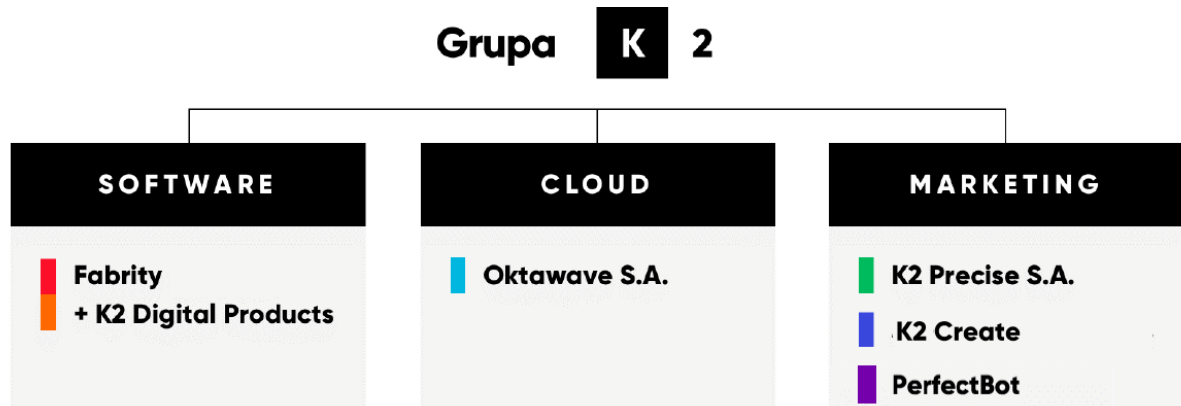 Grupa K 2
SOFTWARE
Fabrity
+ K2 Digital Products
CLOUD
Oktawave S.A.
MARKETING
K2 Precise S.A.
K2 Create
PerfectBot